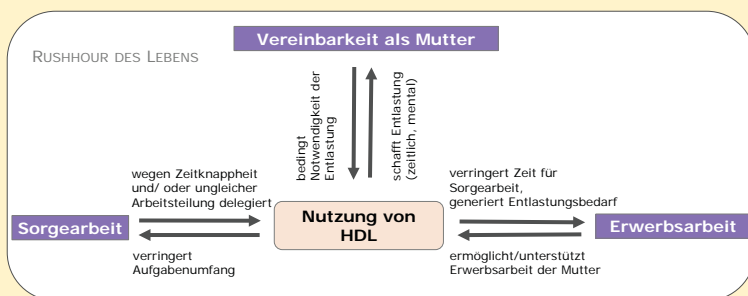 Vereinbarkeit als Mutter
RUSHHOUR DES LEBENS
bedingt
Notwendigkeit der
Entlastung
schafft Entlastung
(zeitlich, mental)
wegen Zeitknappheit
und/ oder ungleicher
Arbeitsteilung delegiert
verringert Zeit für
Sorgearbeit,
generiert Entlastungsbedarf
Sorgearbeit
Nutzung von
HDL
Erwerbsarbeit
verringert
Aufgabenumfang
ermöglicht/unterstützt
Erwerbsarbeit der Mutter